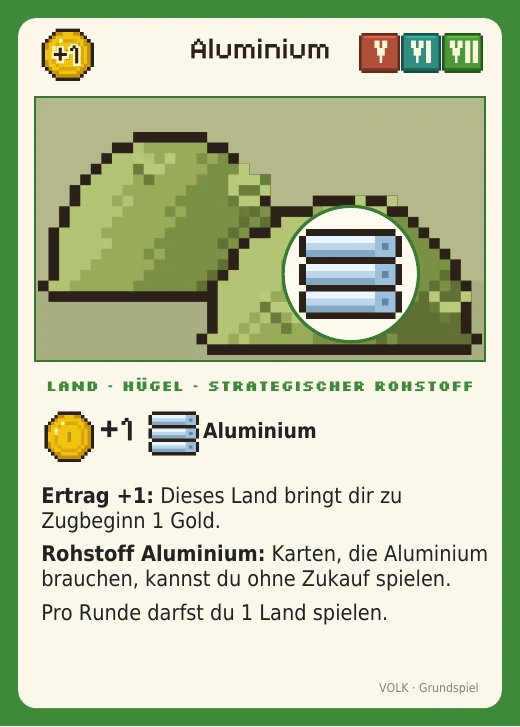 +1 Aluminium V VI VII
LAND - HÜGEL - STRATEGISCHER ROHSTOFF
+1 Aluminium
Ertrag +1: Dieses Land bringt dir zu
Zugbeginn 1 Gold.
Rohstoff Aluminium: Karten, die Aluminium
brauchen, kannst du ohne Zukauf spielen.
Pro Runde darfst du 1 Land spielen.
VOLK · Grundspiel